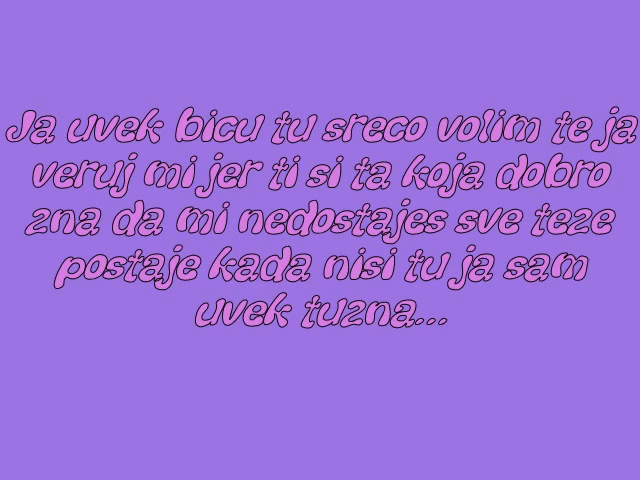 Ja uvek bicu tu sreco volim te ja
veruj mi jer ti si ta koja dobro
zna da mi nedostajes sve teze
postaje kada nisi tu ja sam
uvek tuzna...